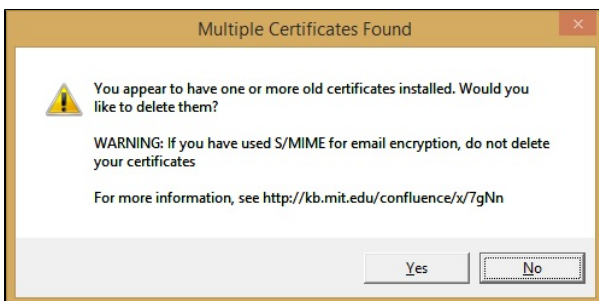 Multiple Certificates Found
You appear to have one or more old certificates installed. Would you
like to delete them?
WARNING: If you have used S/MIME for email encryption, do not delete
your certificates
For more information, see http://kb.mit.edu/confluence/x/7gNn
Yes
No